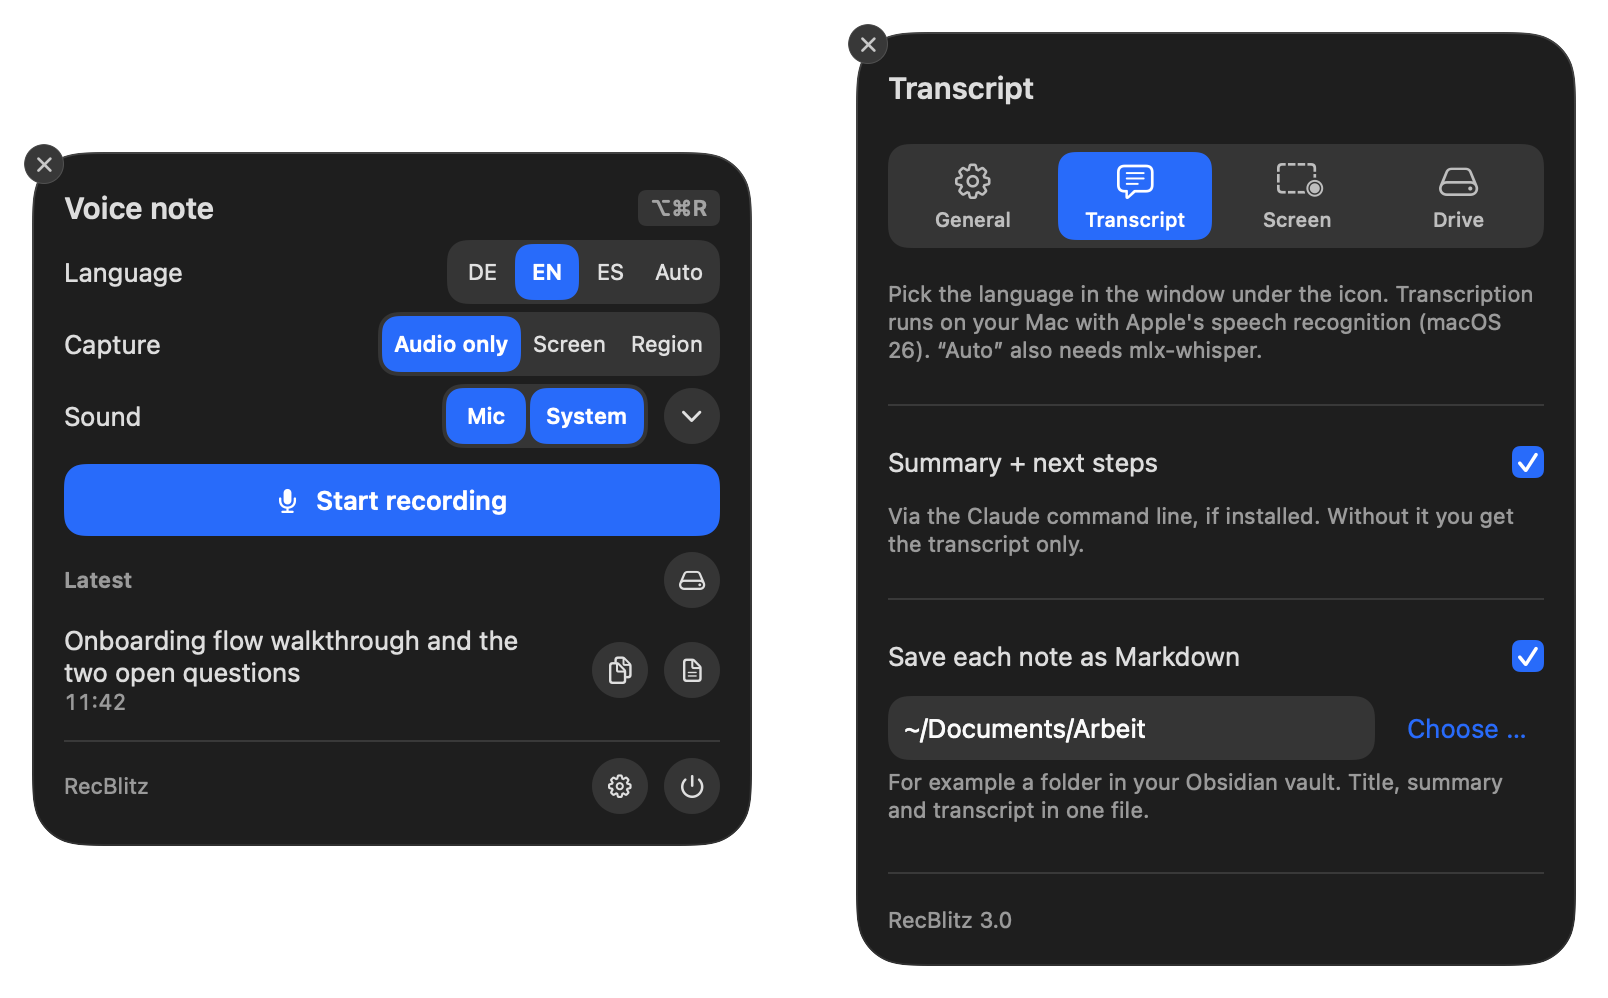 Voice note
⌥⌘R
Language
DE EN ES Auto
Capture
Audio only Screen Region
Sound
Mic System
Start recording
Latest
Onboarding flow walkthrough and the
two open questions
11:42
RecBlitz
Transcript
General Transcript Screen Drive
Pick the language in the window under the icon. Transcription
runs on your Mac with Apple's speech recognition (macOS
26). “Auto” also needs mlx-whisper.
Summary + next steps
Via the Claude command line, if installed. Without it you get
the transcript only.
Save each note as Markdown
~/Documents/Arbeit
Choose ...
For example a folder in your Obsidian vault. Title, summary
and transcript in one file.
RecBlitz 3.0